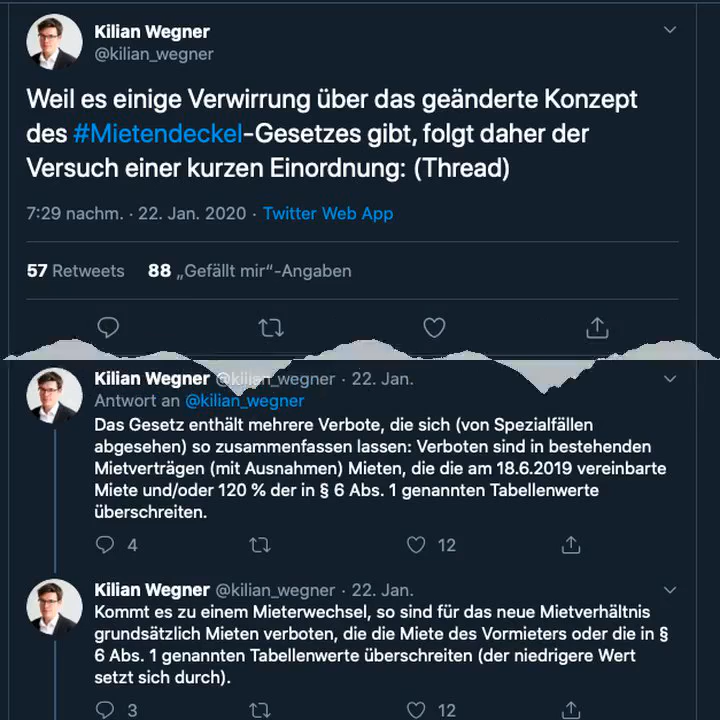 Kilian Wegner
@kilian_wegner
Weil es einige Verwirrung über das geänderte Konzept
des #Mietendeckel-Gesetzes gibt, folgt daher der
Versuch einer kurzen Einordnung: (Thread)
7:29 nachm. · 22. Jan. 2020 · Twitter Web App
57 Retweets 88 „Gefällt mir“-Angaben
Kilian Wegner @kilian_wegner · 22. Jan.
Antwort an @kilian_wegner
Das Gesetz enthält mehrere Verbote, die sich (von Spezialfällen
abgesehen) so zusammenfassen lassen: Verboten sind in bestehenden
Mietverträgen (mit Ausnahmen) Mieten, die die am 18.6.2019 vereinbarte
Miete und/oder 120 % der in § 6 Abs. 1 genannten Tabellenwerte
überschreiten.
4 12
Kilian Wegner @kilian_wegner · 22. Jan.
Kommt es zu einem Mieterwechsel, so sind für das neue Mietverhältnis
grundsätzlich Mieten verboten, die die Miete des Vormieters oder die in §
6 Abs. 1 genannten Tabellenwerte überschreiten (der niedrigere Wert
setzt sich durch).
3 12